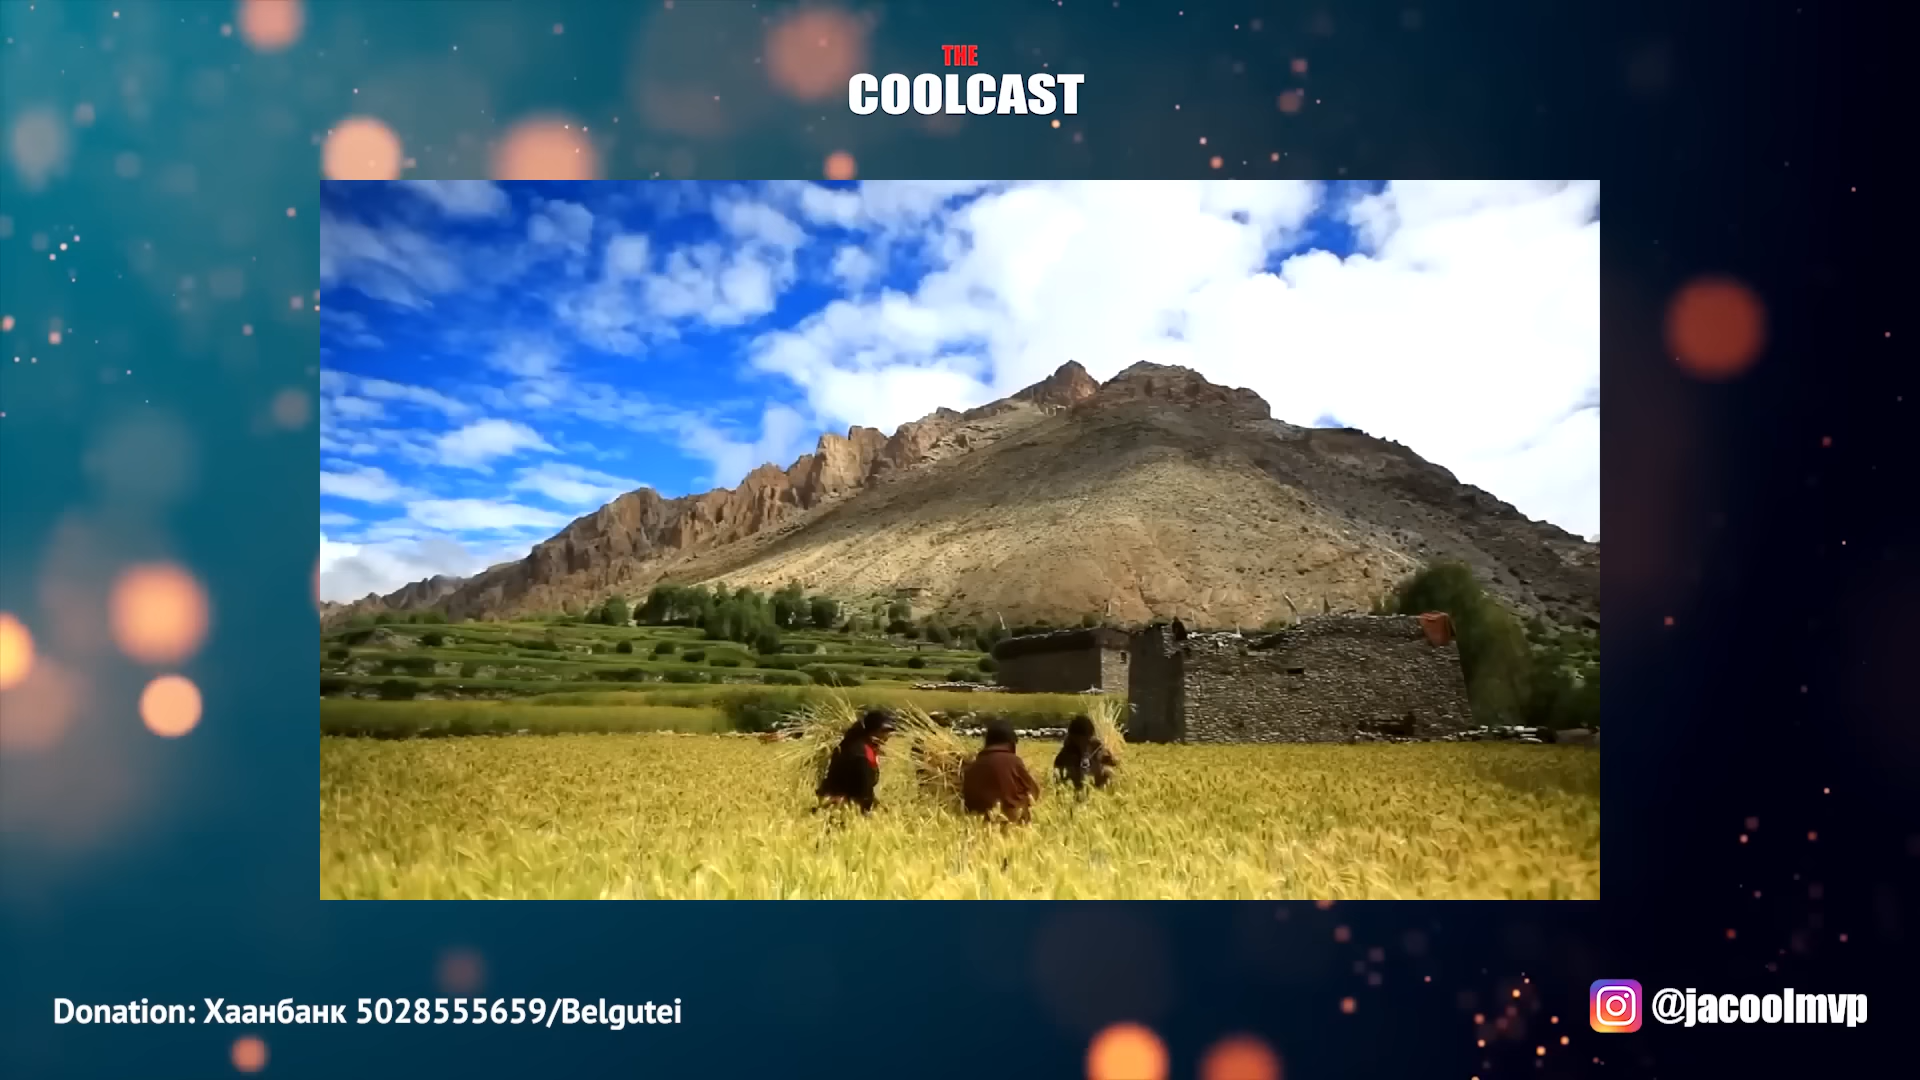 THE
COOLCAST
Donation: Хаанбанк 5028555659/Belgutei
@jacoolmvp